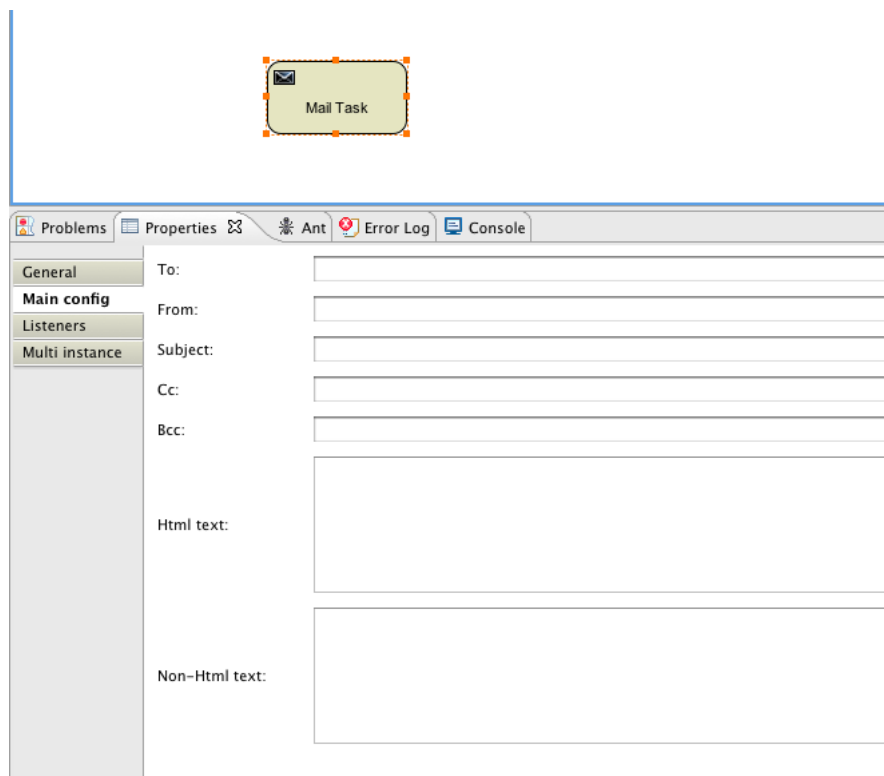 Mail Task
Problems Properties Ant Error Log Console
General
Main config
Listeners
Multi instance
To:
From:
Subject:
Cc:
Bcc:
Html text:
Non-Html text: